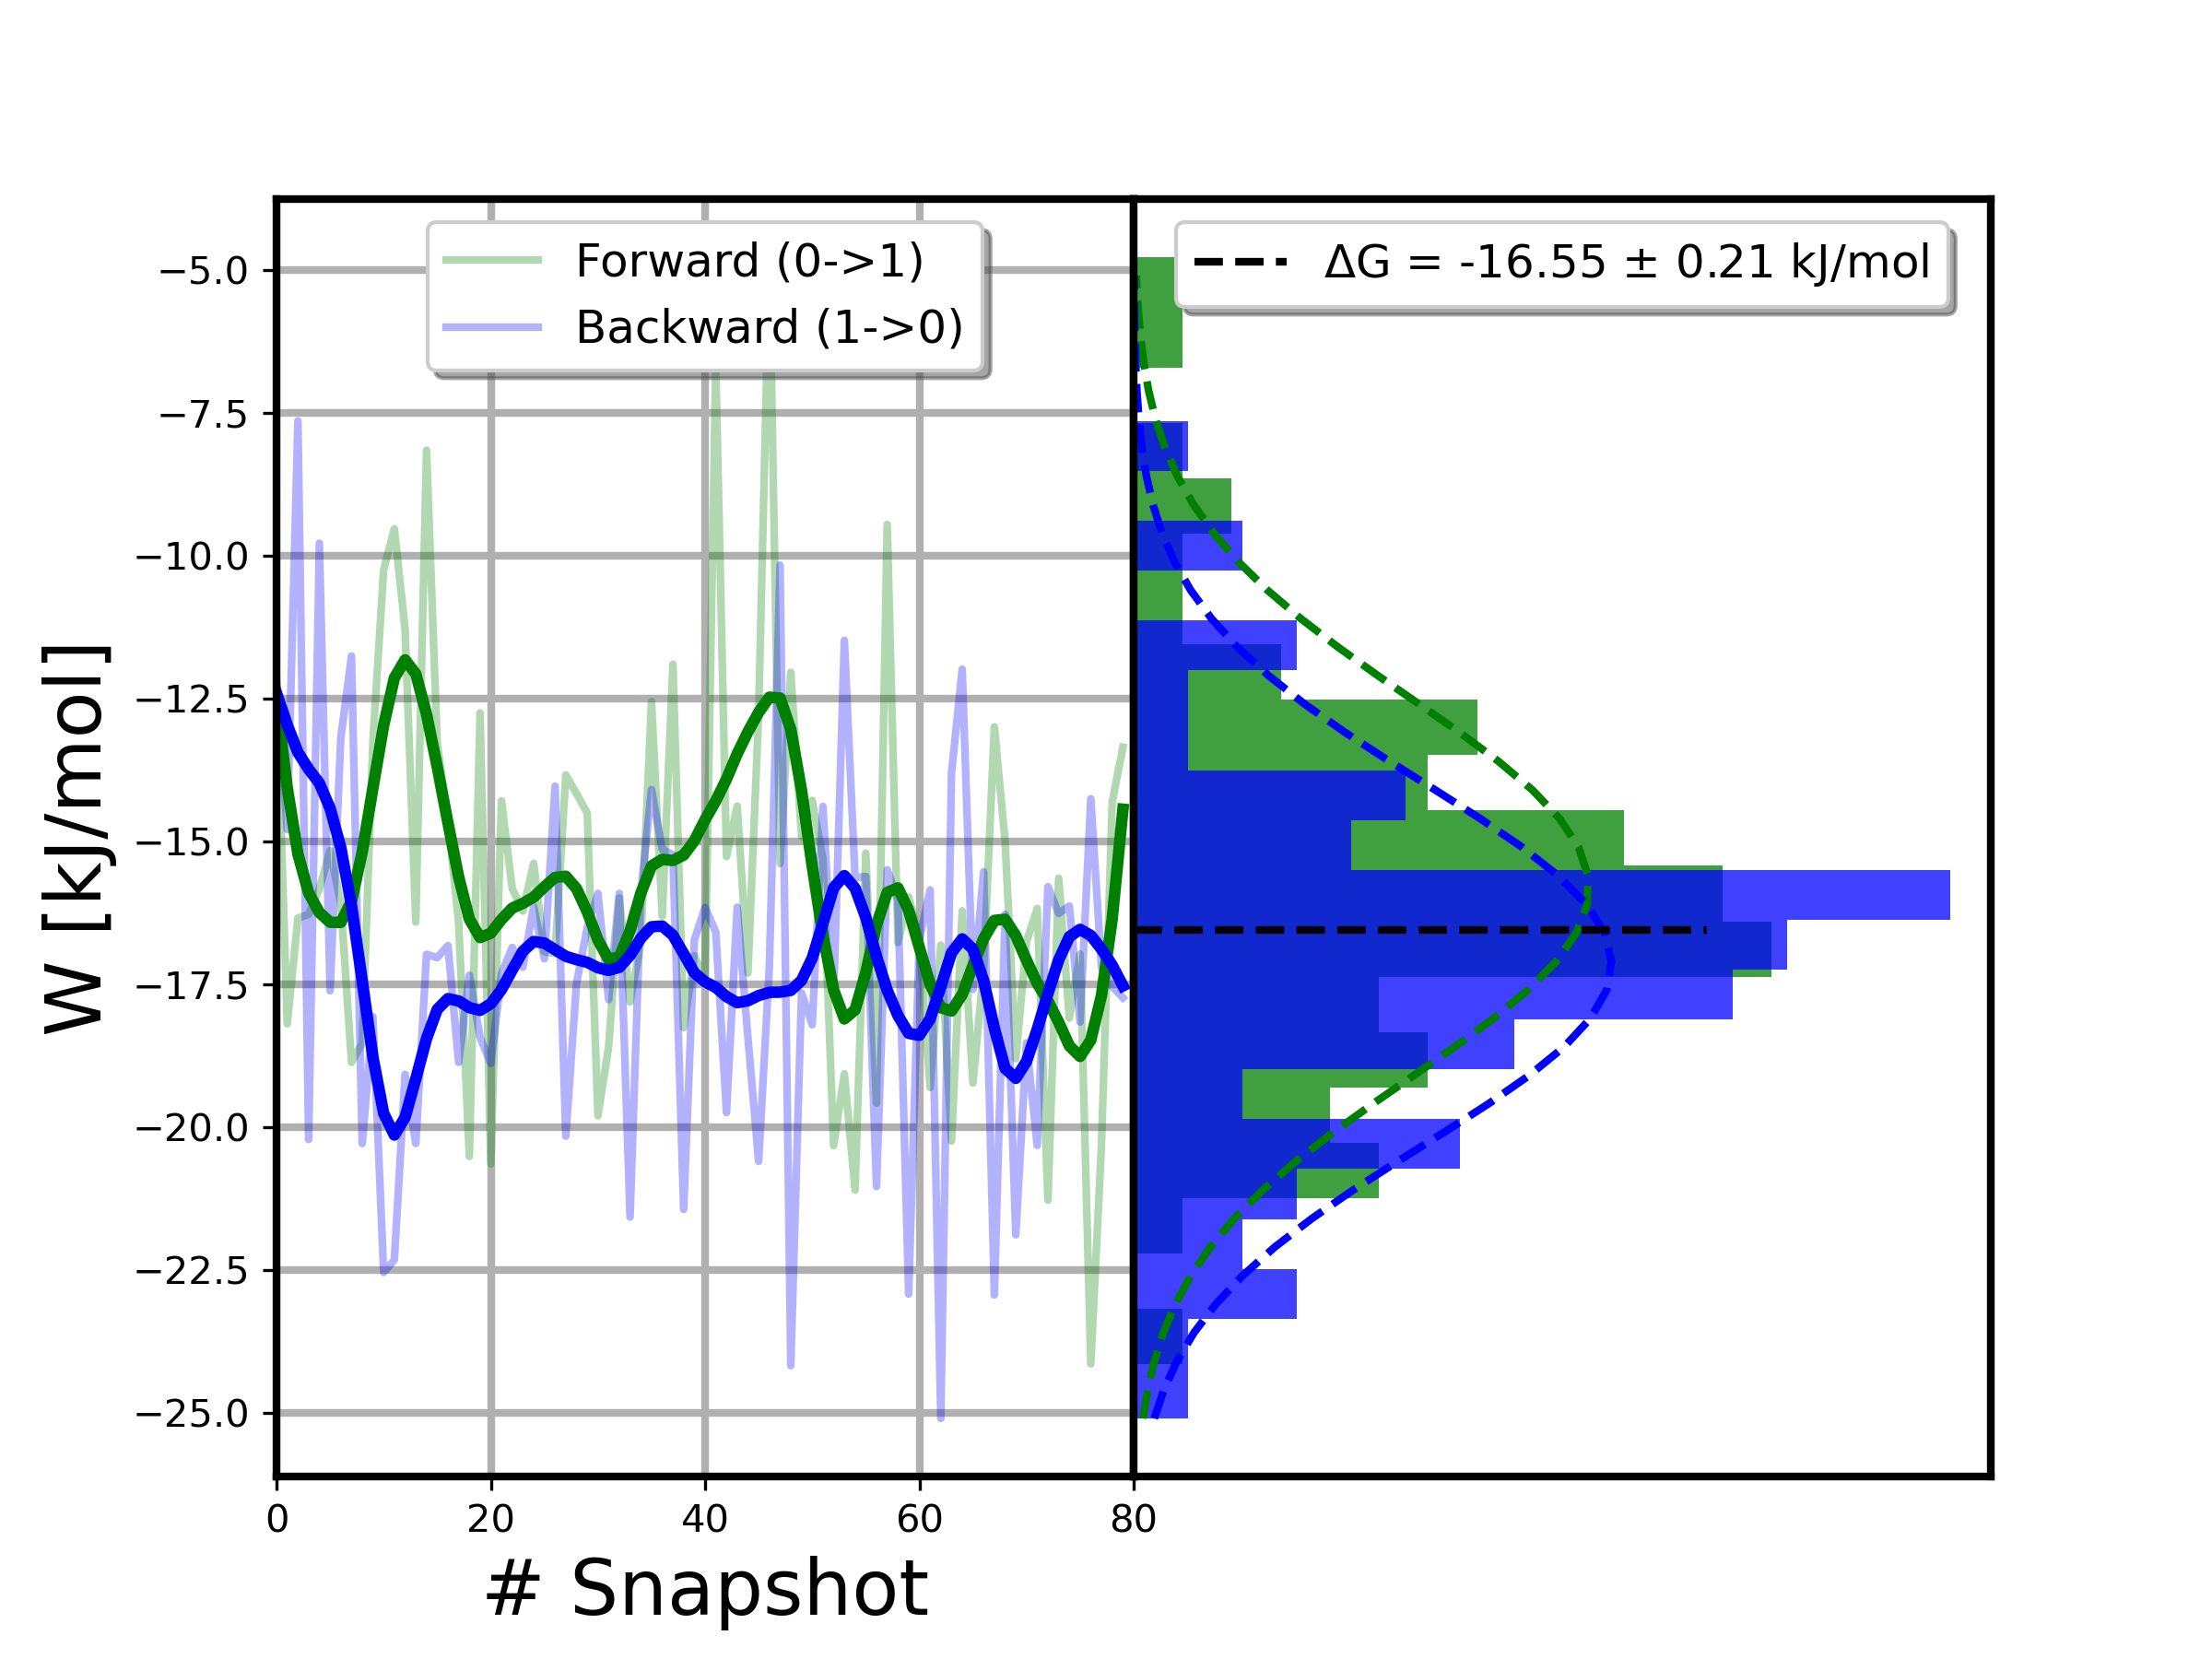 Forward (0->1)
Backward (1->0)
ΔG = -16.55 ± 0.21 kJ/mol
W [kJ/mol]
−5.0
−7.5
−10.0
−12.5
−15.0
−17.5
−20.0
−22.5
−25.0
0 20 40 60 80
# Snapshot